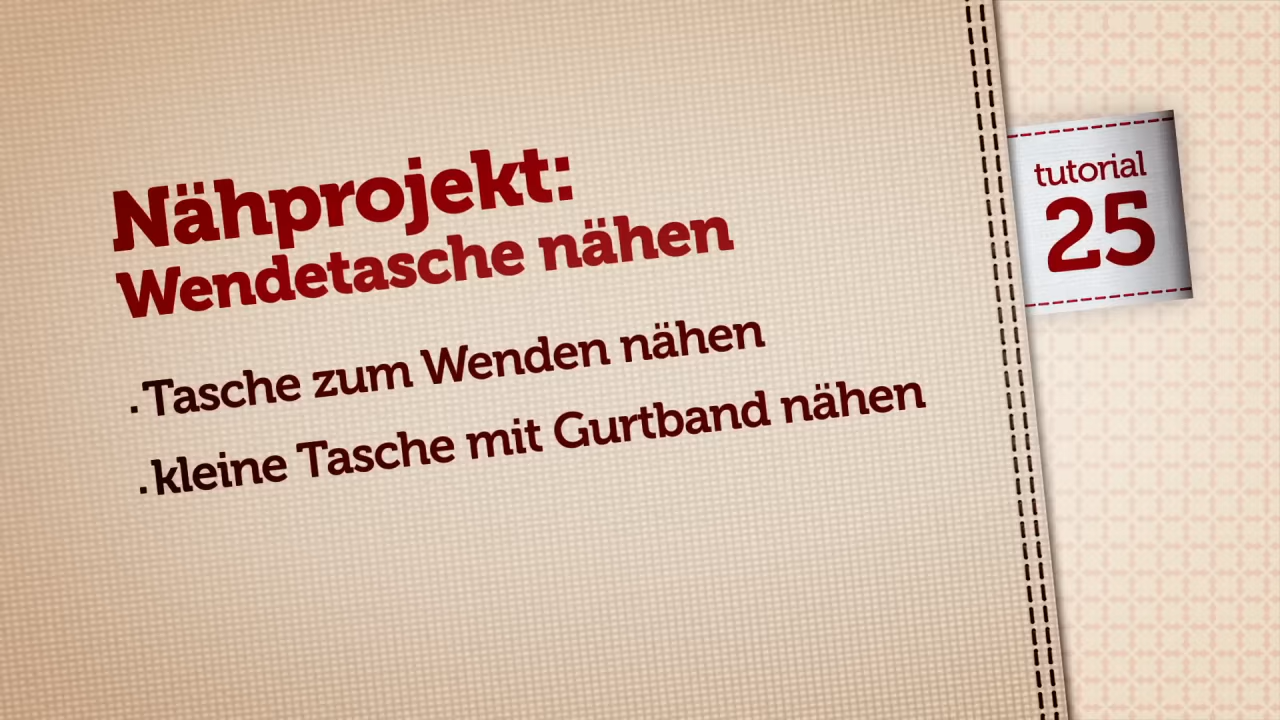 Nähprojekt:
Wendetasche nähen
.Tasche zum Wenden nähen
.kleine Tasche mit Gurtband nähen
tutorial
25